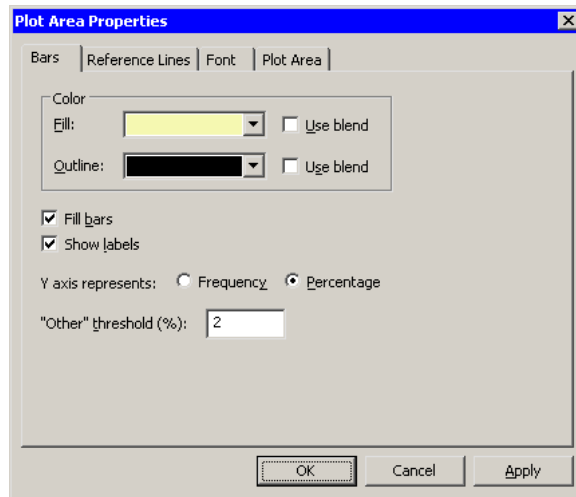 Plot Area Properties
Bars Reference Lines Font Plot Area
Color
Fill: Use blend
Outline: Use blend
Fill bars
Show labels
Y axis represents: Frequency Percentage
"Other" threshold (%): 2
OK Cancel Apply